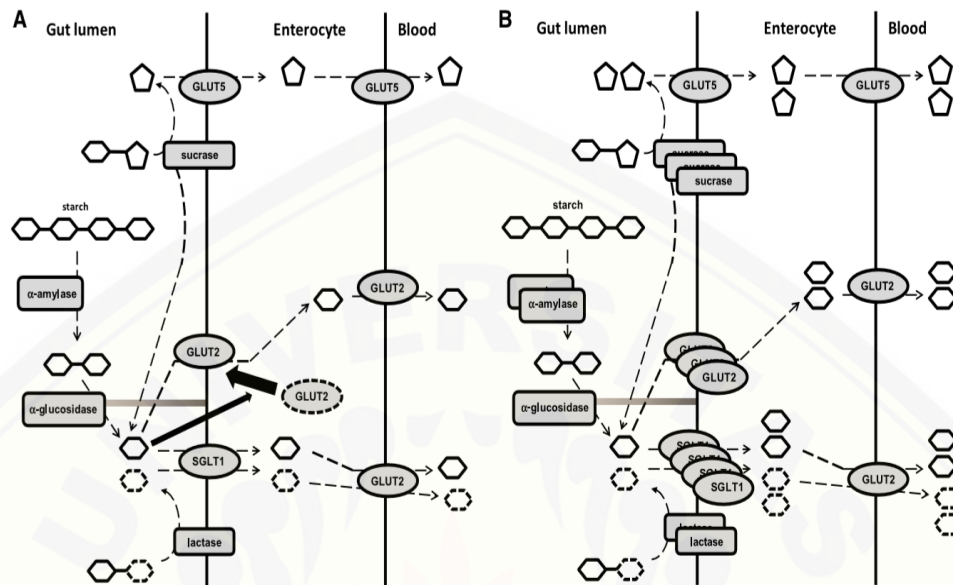 A
Gut lumen
Enterocyte
Blood
GLUT5
GLUT5
sucrase
starch
α-amylase
GLUT2
GLUT2
GLUT2
α-glucosidase
SGLT1
GLUT2
lactase
B
Gut lumen
Enterocyte
Blood
GLUT5
GLUT5
sucrase
starch
α-amylase
GLUT2
GLUT2
α-glucosidase
SGLT1
GLUT2
lactase